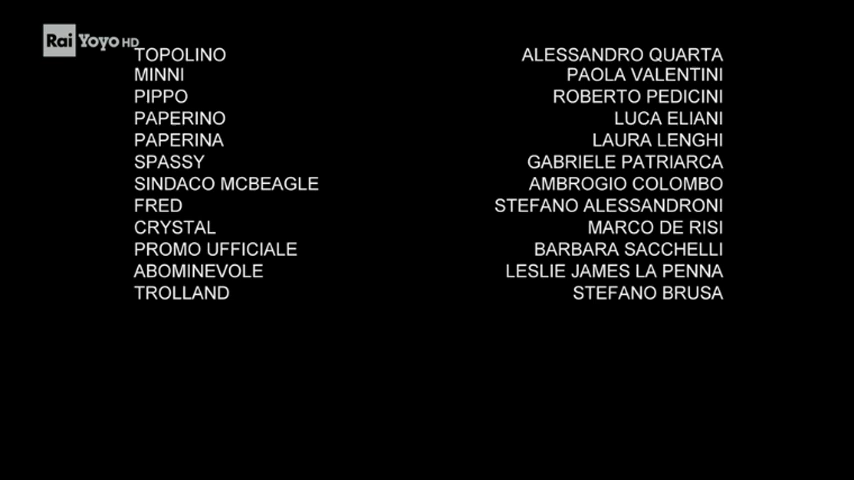 Rai Yoyo HD
TOPOLINO ALESSANDRO QUARTA
MINNI PAOLA VALENTINI
PIPPO ROBERTO PEDICINI
PAPERINO LUCA ELIANI
PAPERINA LAURA LENGHI
SPASSY GABRIELE PATRIARCA
SINDACO MCBEAGLE AMBROGIO COLOMBO
FRED STEFANO ALESSANDRONI
CRYSTAL MARCO DE RISI
PROMO UFFICIALE BARBARA SACCHELLI
ABOMINEVOLE LESLIE JAMES LA PENNA
TROLLAND STEFANO BRUSA